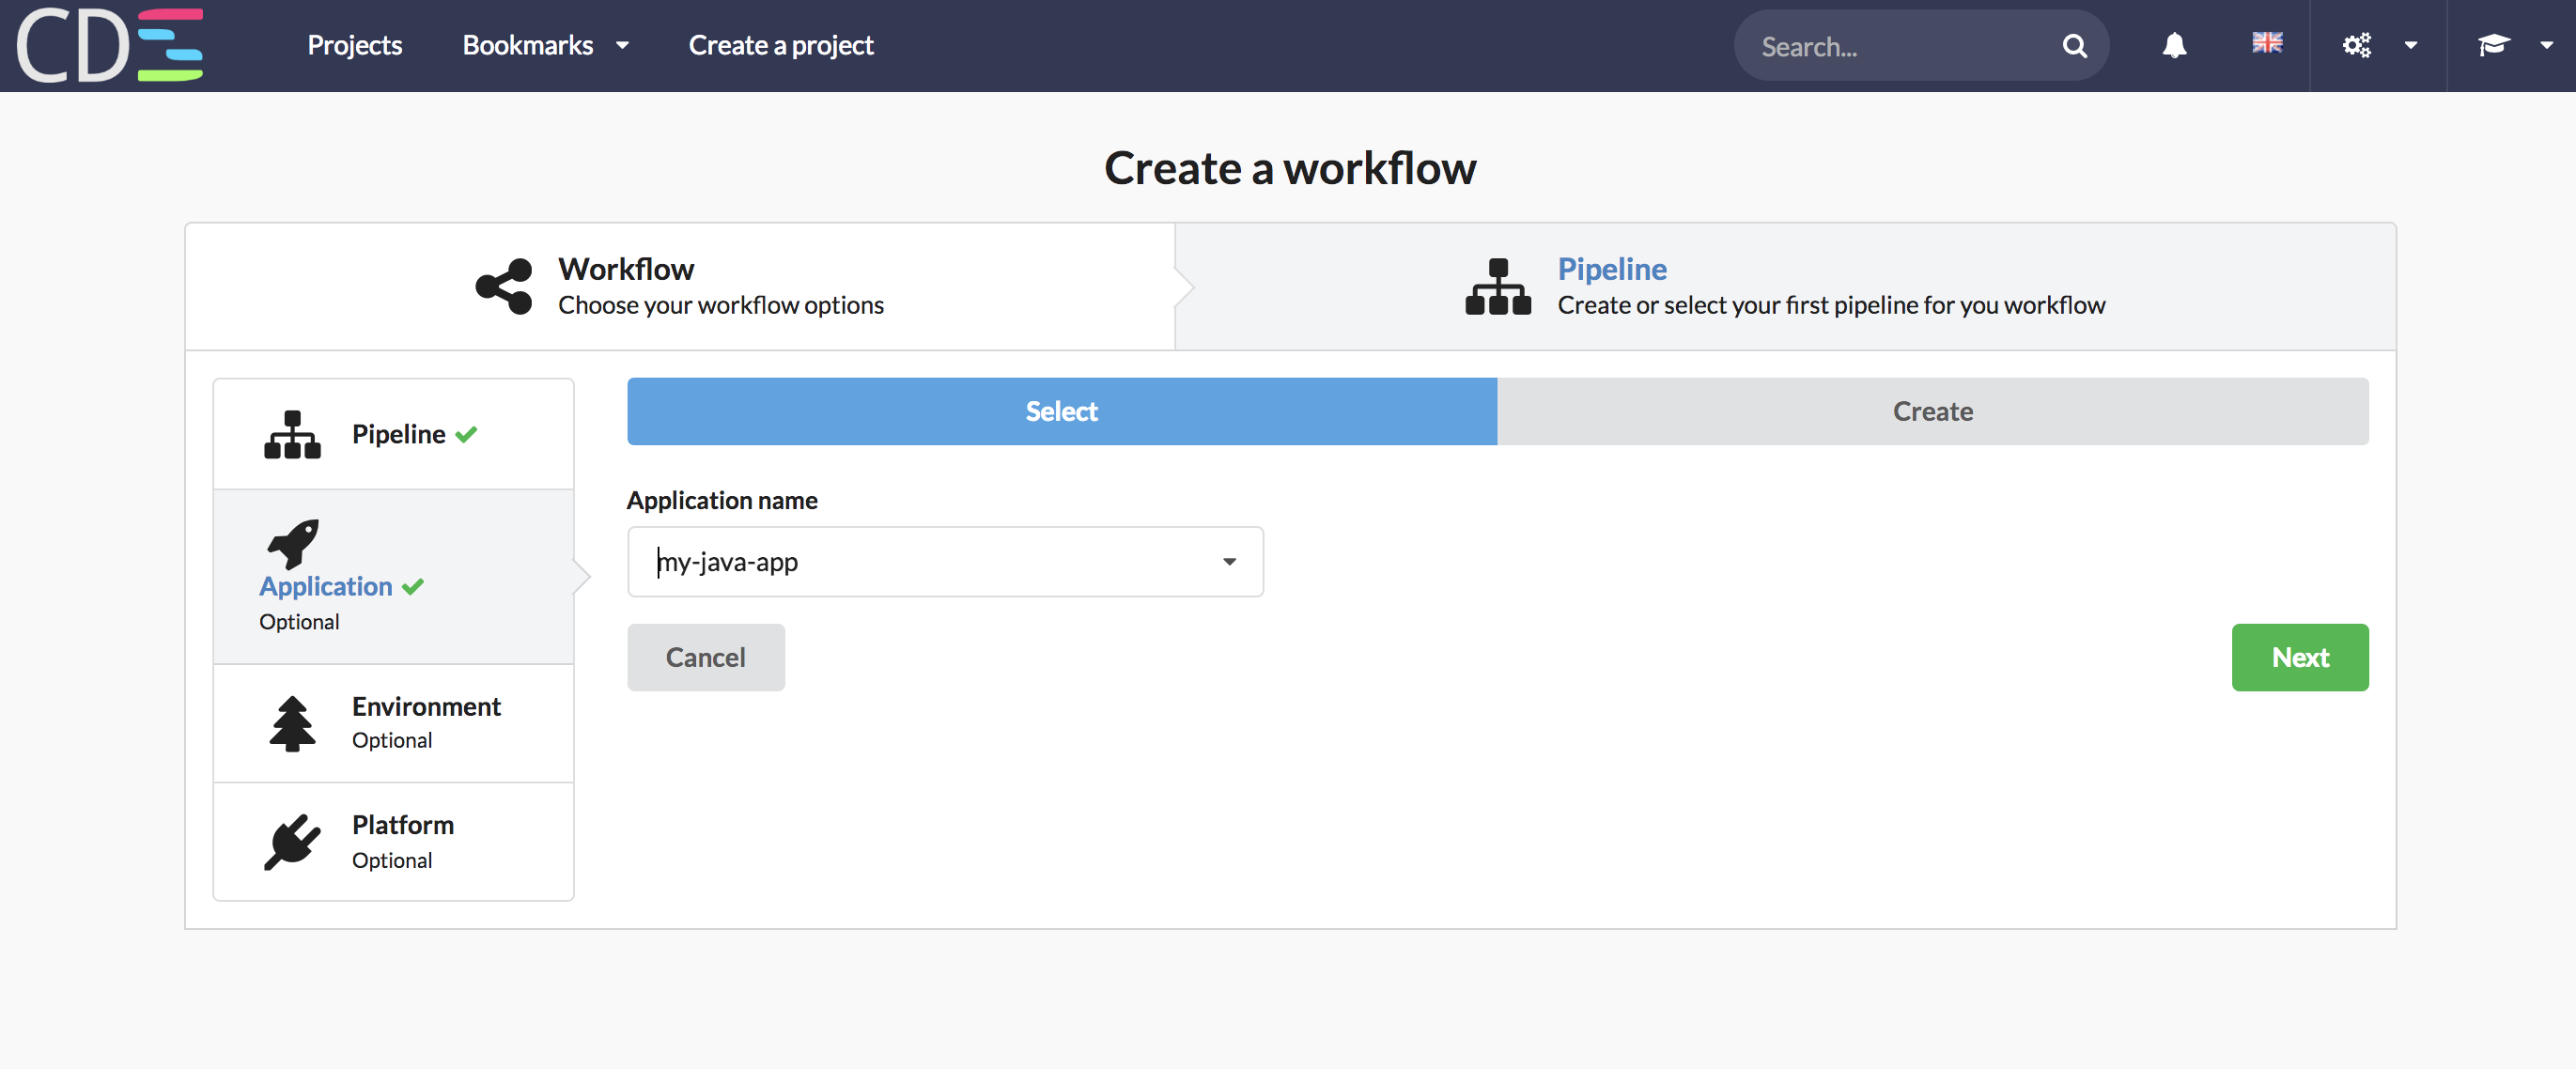 CDS
Projects
Bookmarks
Create a project
Search...
Create a workflow
Workflow
Choose your workflow options
Pipeline
Create or select your first pipeline for you workflow
Pipeline
Application
Optional
Environment
Optional
Platform
Optional
Select
Create
Application name
my-java-app
Cancel
Next